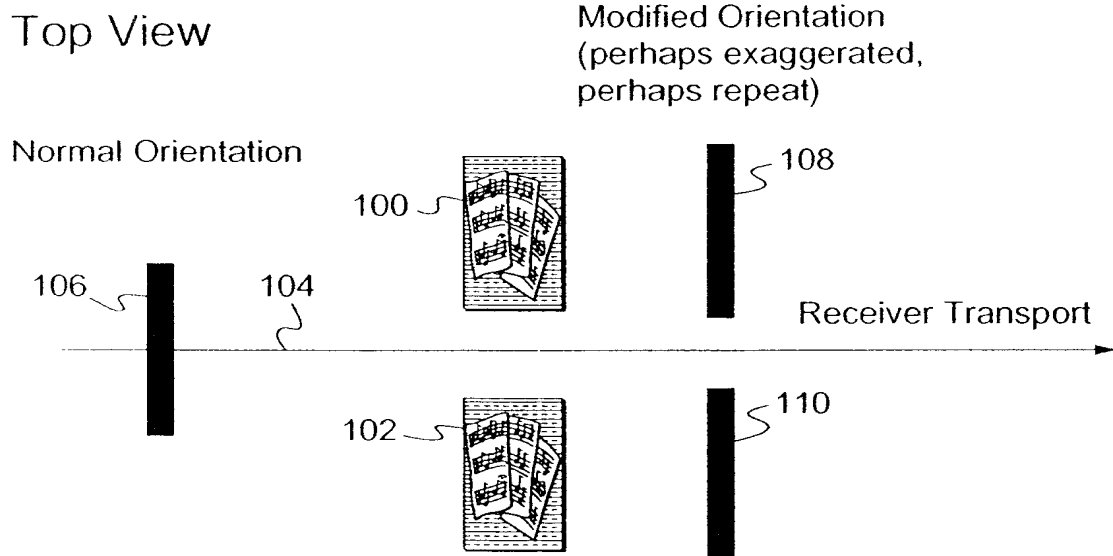 Top View
Modified Orientation
(perhaps exaggerated,
perhaps repeat)
Normal Orientation
108
100
106
104
Receiver Transport
102
110